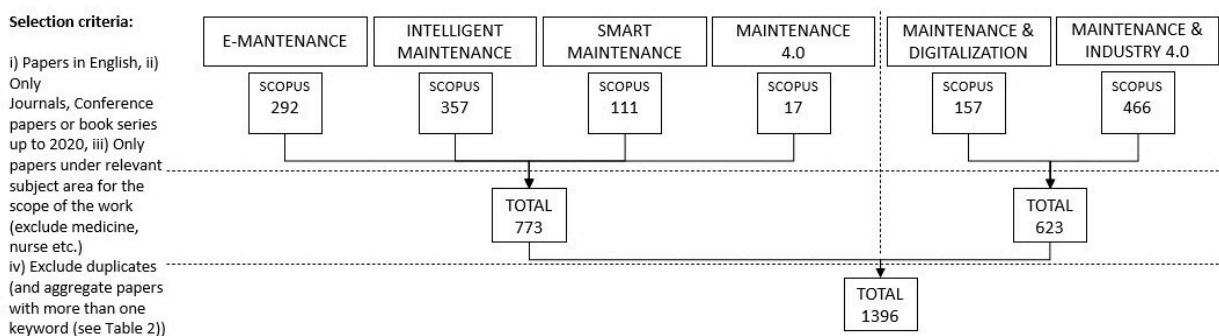 Selection criteria:
i) Papers in English, ii)
Only
Journals, Conference
papers or book series
up to 2020, iii) Only
papers under relevant
subject area for the
scope of the work
(exclude medicine,
nurse etc.)
iv) Exclude duplicates
(and aggregate papers
with more than one
keyword (see Table 2))
E-MANTENANCE
INTELLIGENT
MAINTENANCE
SMART
MAINTENANCE
MAINTENANCE
4.0
MAINTENANCE &
DIGITALIZATION
MAINTENANCE &
INDUSTRY 4.0
SCOPUS
292
SCOPUS
357
SCOPUS
111
SCOPUS
17
SCOPUS
157
SCOPUS
466
TOTAL
773
TOTAL
623
TOTAL
1396